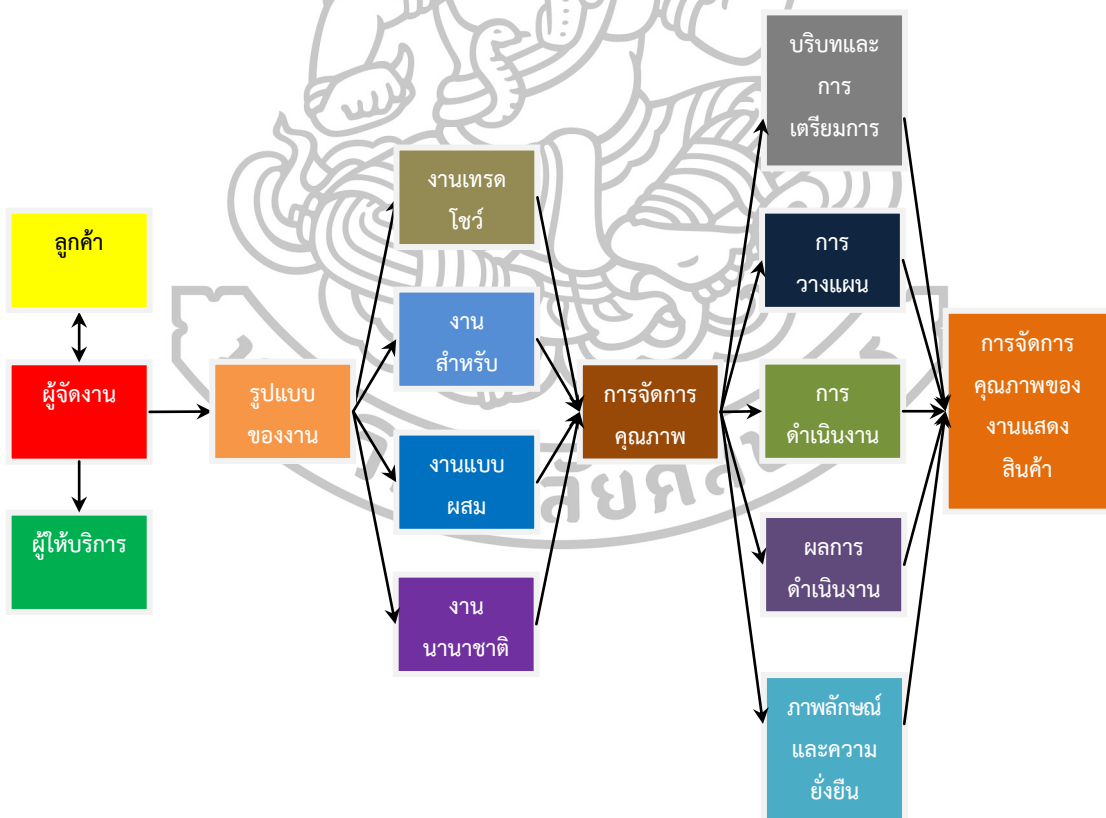 ลูกค้า
ผู้จัดงาน
ผู้ให้บริการ
รูปแบบ
ของงาน
งานเทรด
โชว์
งาน
สำหรับ
งานแบบ
ผสม
งาน
นานาชาติ
การจัดการ
คุณภาพ
บริบทและ
การ
เตรียมการ
การ
วางแผน
การ
ดำเนินงาน
ผลการ
ดำเนินงาน
ภาพลักษณ์
และความ
ยั่งยืน
การจัดการ
คุณภาพของ
งานแสดง
สินค้า